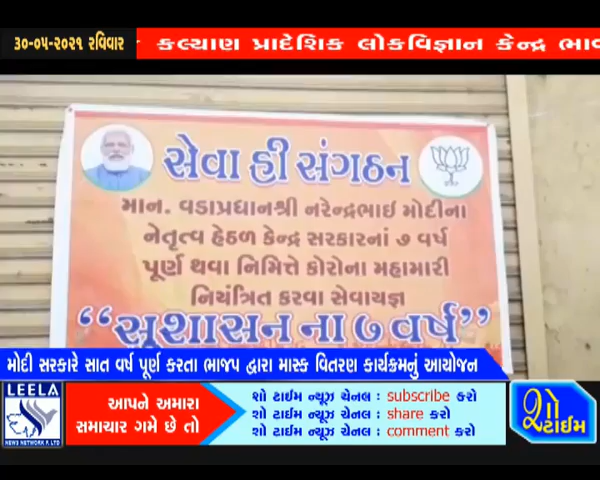 ૩૦-૦૫-૨૦૨૧ રવિવાર
કલ્યાણ પ્રાદેશિક લોકવિજ્ઞાન કેન્દ્ર ભાવ
સેવા હી સંગઠન
માન. વડાપ્રધાનશ્રી નરેન્દ્રભાઇ મોદીના
નેતૃત્વ હેઠળ કેન્દ્ર સરકારનાં ૭ વર્ષ
પૂર્ણ થવા નિમિત્તે કોરોના મહામારી
નિયંત્રિત કરવા સેવાયજ્ઞ
“સુશાસન ના ૭ વર્ષ”
મોદી સરકારે સાત વર્ષ પૂર્ણ કરતા ભાજપ દ્વારા માસ્ક વિતરણ કાર્યક્રમનું આયોજન
LEELA
NEWS NETWORK P. LTD
આપને અમારા
સમાચાર ગમે છે તો
શો ટાઈમ ન્યૂઝ ચેનલ : subscribe કરો
શો ટાઈમ ન્યૂઝ ચેનલ : share કરો
શો ટાઈમ ન્યૂઝ ચેનલ : comment કરો
શો
ટાઈમ